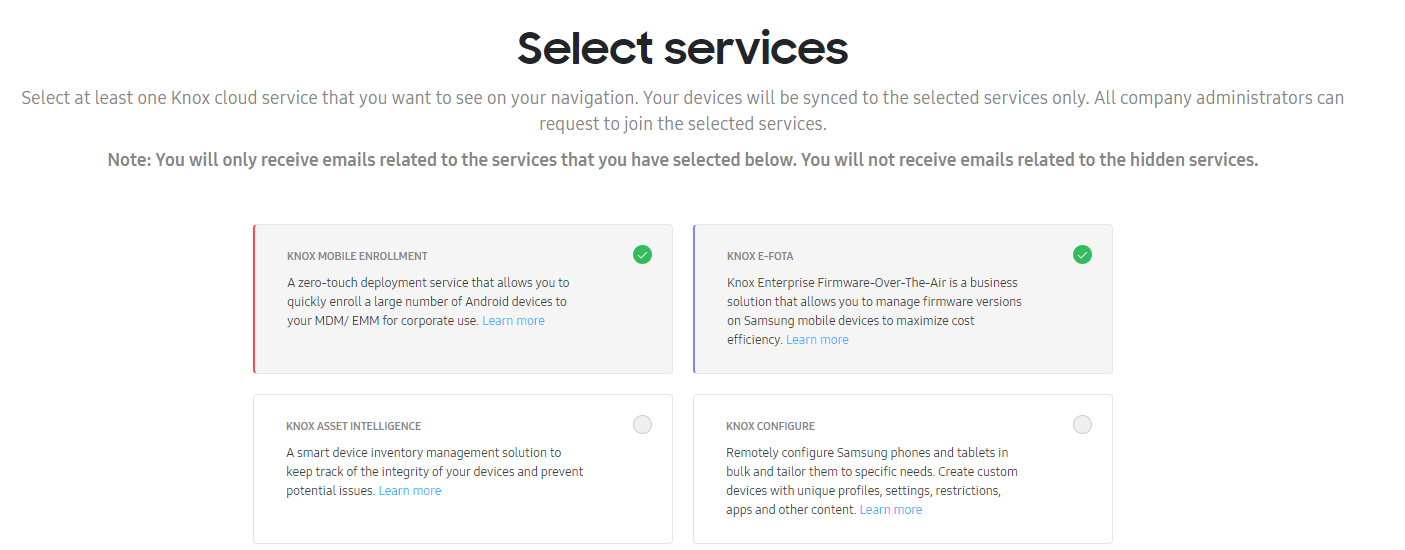 Select services
Select at least one Knox cloud service that you want to see on your navigation. Your devices will be synced to the selected services only. All company administrators can
request to join the selected services.
Note: You will only receive emails related to the services that you have selected below. You will not receive emails related to the hidden services.
KNOX MOBILE ENROLLMENT
A zero-touch deployment service that allows you to
quickly enroll a large number of Android devices to
your MDM/ EMM for corporate use. Learn more
KNOX E-FOTA
Knox Enterprise Firmware-Over-The-Air is a business
solution that allows you to manage firmware versions
on Samsung mobile devices to maximize cost
efficiency. Learn more
KNOX ASSET INTELLIGENCE
A smart device inventory management solution to
keep track of the integrity of your devices and prevent
potential issues. Learn more
KNOX CONFIGURE
Remotely configure Samsung phones and tablets in
bulk and tailor them to specific needs. Create custom
devices with unique profiles, settings, restrictions,
apps and other content. Learn more